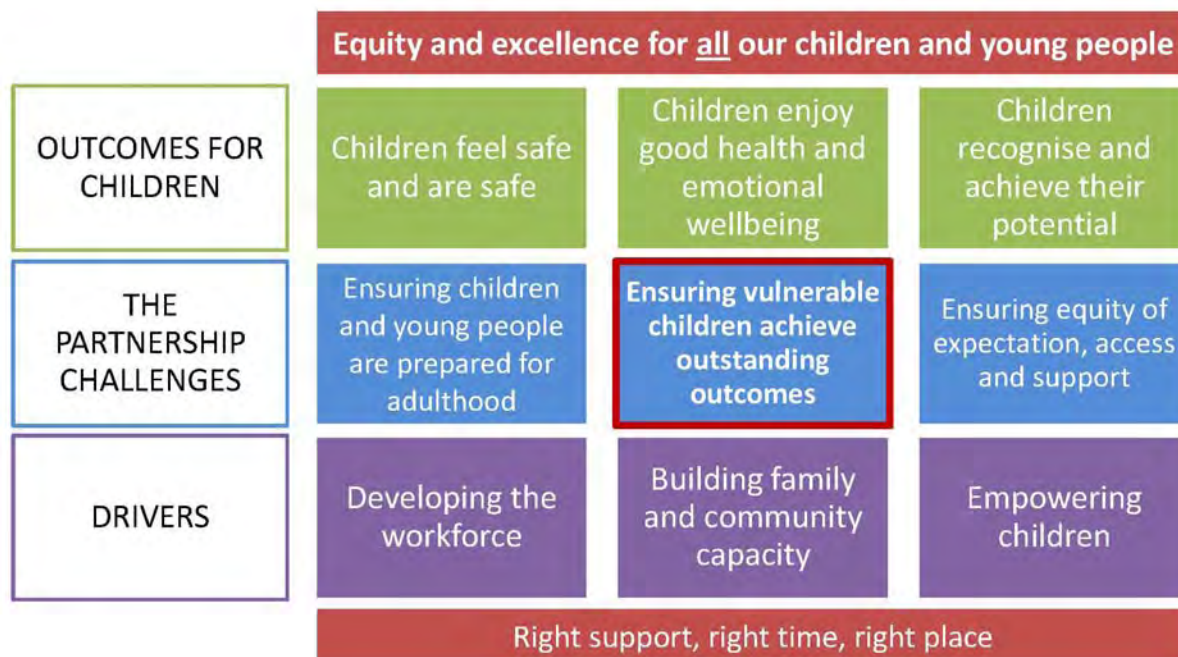 Equity and excellence for all our children and young people
OUTCOMES FOR
CHILDREN
Children feel safe
and are safe
Children enjoy
good health and
emotional
wellbeing
Children
recognise and
achieve their
potential
THE
PARTNERSHIP
CHALLENGES
Ensuring children
and young people
are prepared for
adulthood
Ensuring vulnerable
children achieve
outstanding
outcomes
Ensuring equity of
expectation, access
and support
DRIVERS
Developing the
workforce
Building family
and community
capacity
Empowering
children
Right support, right time, right place